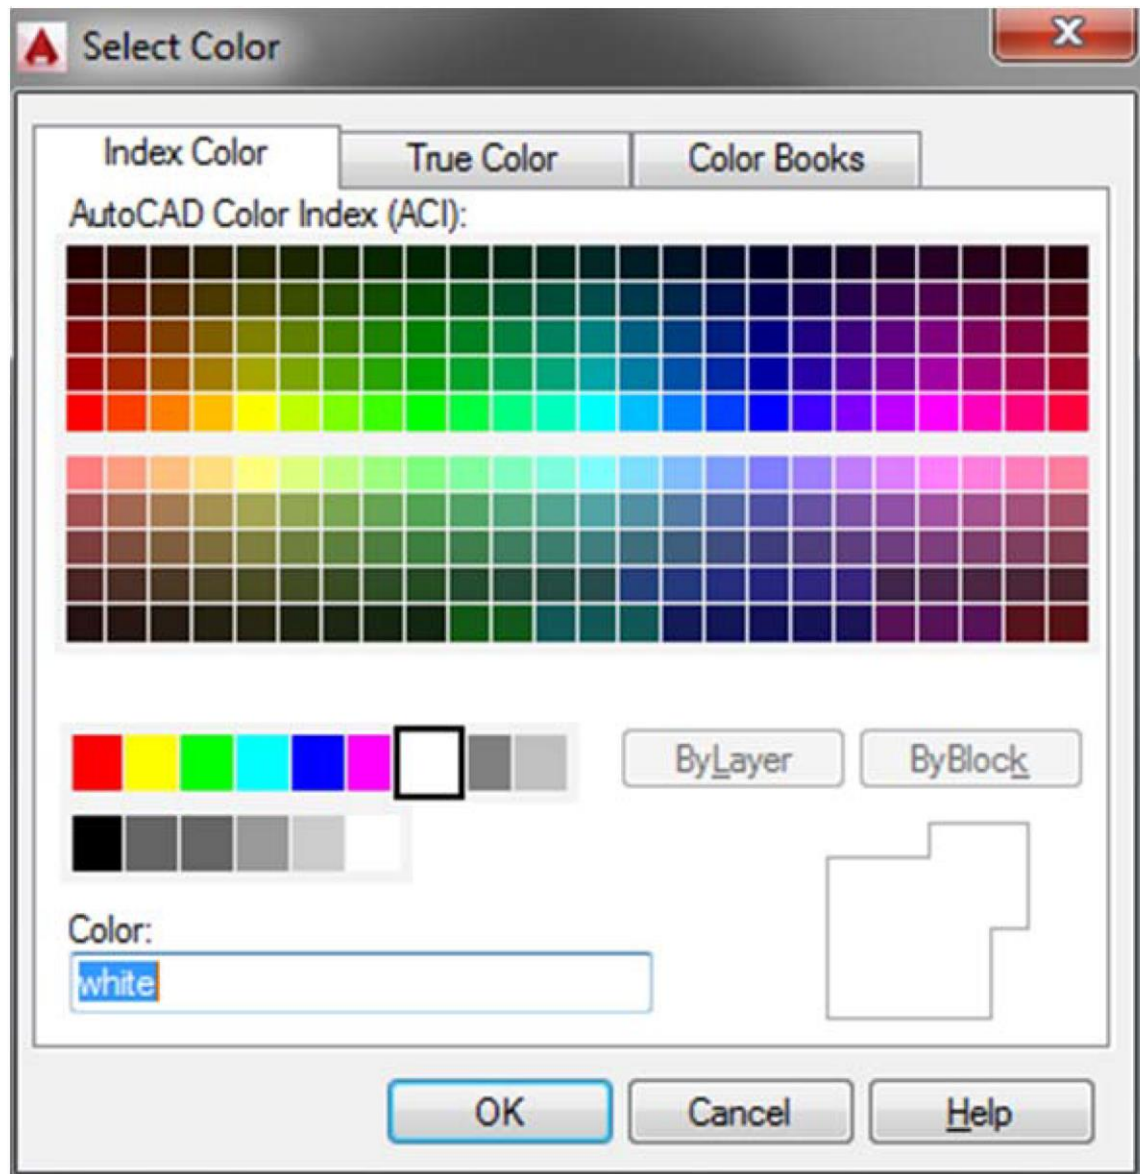 Select Color
Index Color True Color Color Books
AutoCAD Color Index (ACI):
ByLayer ByBlock
Color:
white
OK Cancel Help